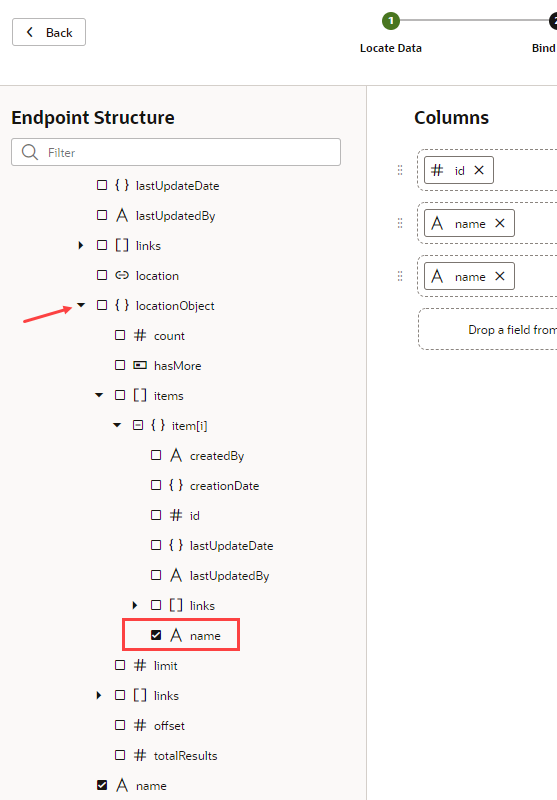 Back
1
2
Locate Data
Bind
Endpoint Structure
Filter
{ } lastUpdateDate
A lastUpdatedBy
[ ] links
location
{ } locationObject
# count
hasMore
[ ] items
{ } item[i]
A createdBy
{ } creationDate
# id
{ } lastUpdateDate
A lastUpdatedBy
[ ] links
A name
# limit
[ ] links
# offset
# totalResults
A name
Columns
# id ×
A name ×
A name ×
Drop a field from